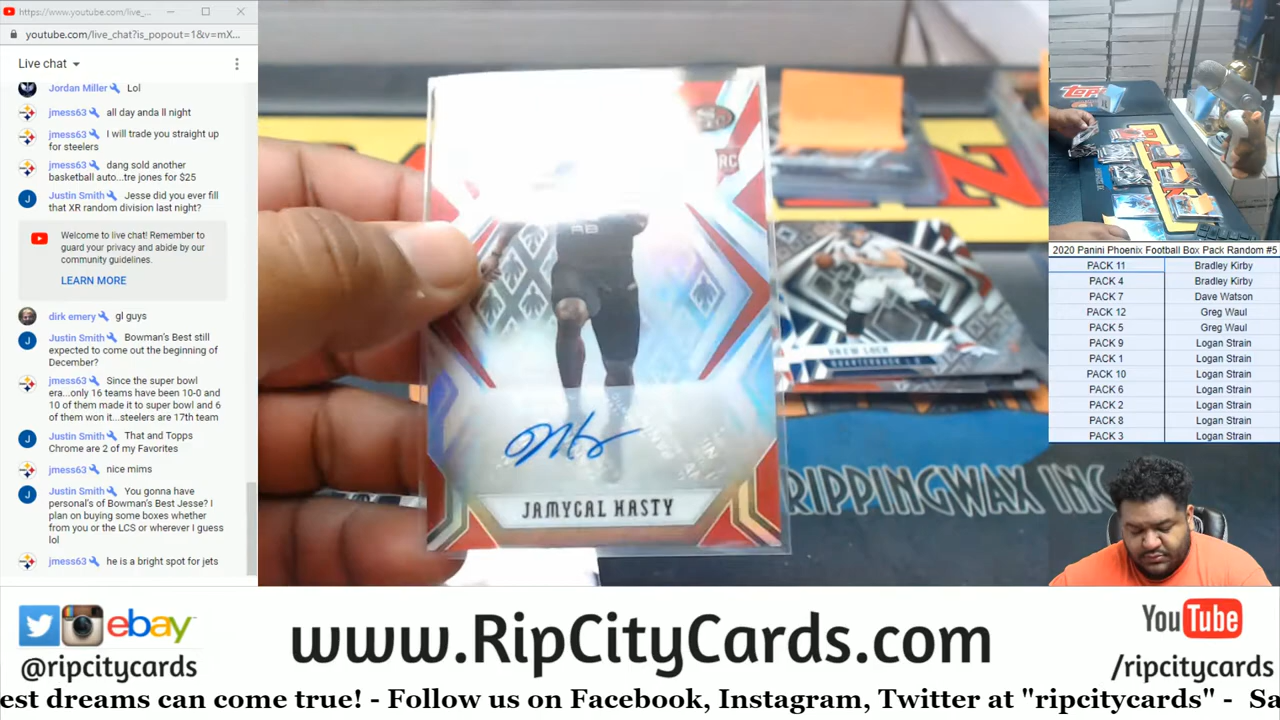 https://www.youtube.com/live_...
youtube.com/live_chat?is_popout=1&v=mX...
Live chat
Jordan Miller Lol
jmess63 all day anda ll night
jmess63 I will trade you straight up
for steelers
jmess63 dang sold another
basketball auto...tre jones for $25
Justin Smith Jesse did you ever fill
that XR random division last night?
Welcome to live chat! Remember to
guard your privacy and abide by our
community guidelines.
LEARN MORE
dirk emery gl guys
Justin Smith Bowman's Best still
expected to come out the beginning of
December?
jmess63 Since the super bowl
era...only 16 teams have been 10-0 and
10 of them made it to super bowl and 6
of them won it...steelers are 17th team
Justin Smith That and Topps
Chrome are 2 of my Favorites
jmess63 nice mims
Justin Smith You gonna have
personal's of Bowman's Best Jesse? I
plan on buying some boxes whether
from you or the LCS or wherever I guess
lol
jmess63 he is a bright spot for jets
RC
JAMYCAL HASTY
DREW LOCK
QUARTERBACK
RIPPINGWAX INC
Topps
2020 Panini Phoenix Football Box Pack Random #5
PACK 11 Bradley Kirby
PACK 4 Bradley Kirby
PACK 7 Dave Watson
PACK 12 Greg Waul
PACK 5 Greg Waul
PACK 9 Logan Strain
PACK 1 Logan Strain
PACK 10 Logan Strain
PACK 6 Logan Strain
PACK 2 Logan Strain
PACK 8 Logan Strain
PACK 3 Logan Strain
ebay
@ripcitycards
www.RipCityCards.com
YouTube
/ripcitycards
est dreams can come true! - Follow us on Facebook, Instagram, Twitter at "ripcitycards" - Sa